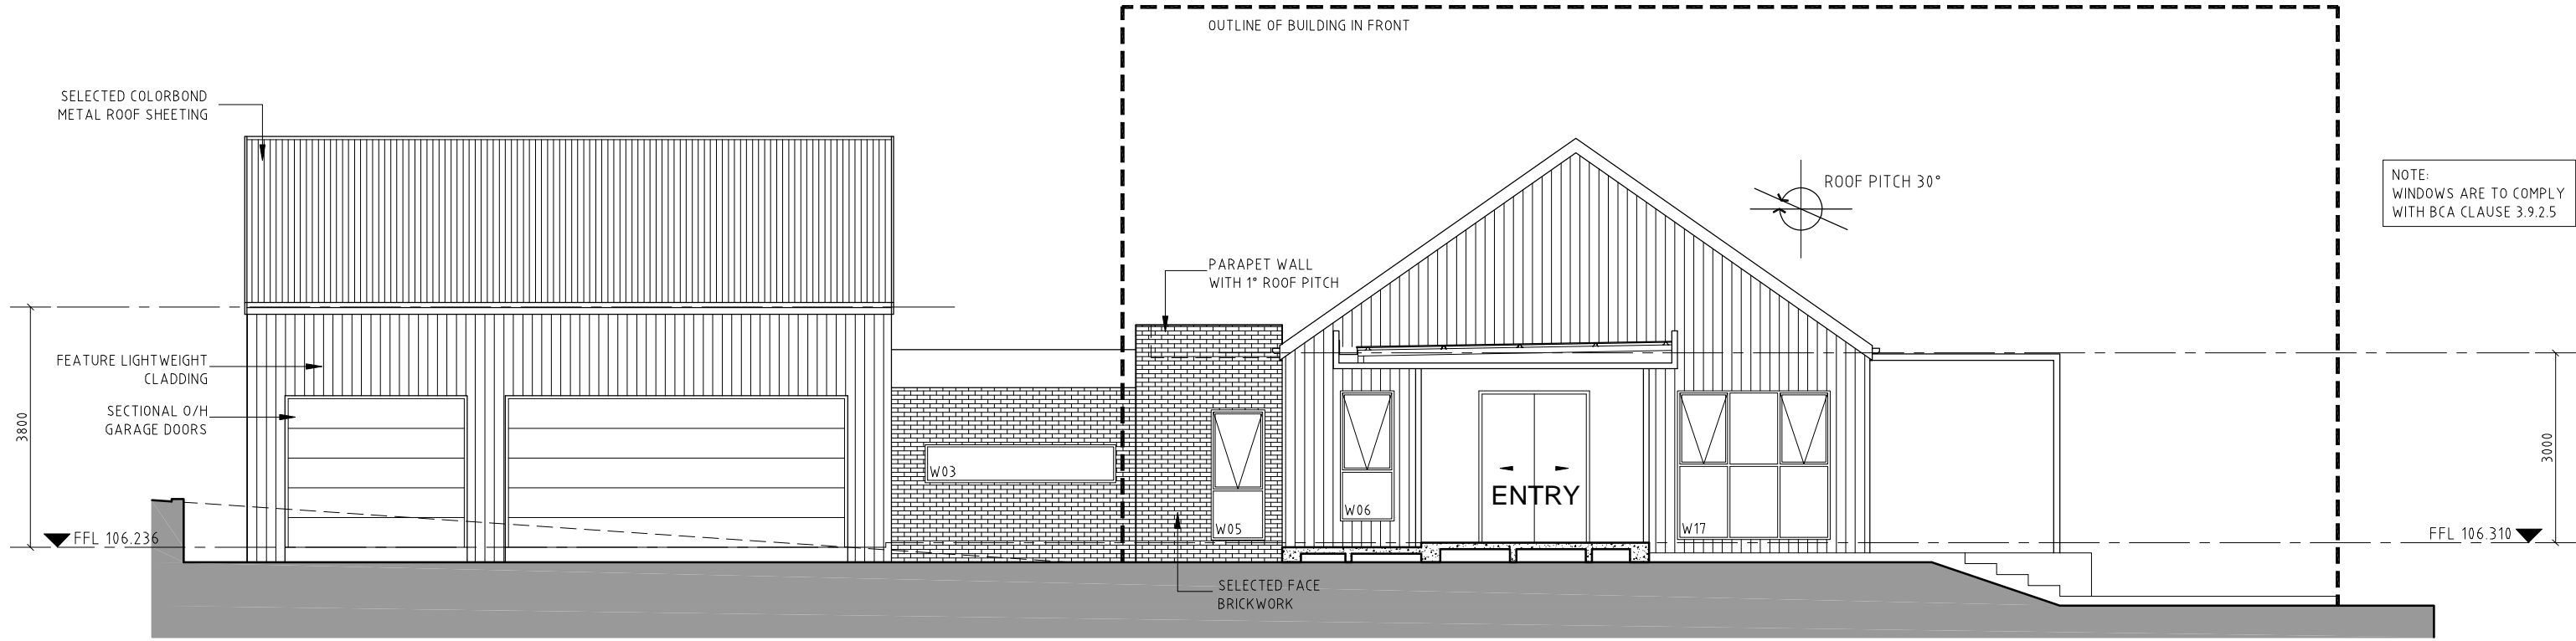 OUTLINE OF BUILDING IN FRONT
SELECTED COLORBOND
METAL ROOF SHEETING
ROOF PITCH 30°
NOTE:
WINDOWS ARE TO COMPLY
WITH BCA CLAUSE 3.9.2.5
PARAPET WALL
WITH 1° ROOF PITCH
FEATURE LIGHTWEIGHT
CLADDING
SECTIONAL O/H
GARAGE DOORS
3800
3000
W03
W05
W06
ENTRY
W17
FFL 106.236
FFL 106.310
SELECTED FACE
BRICKWORK